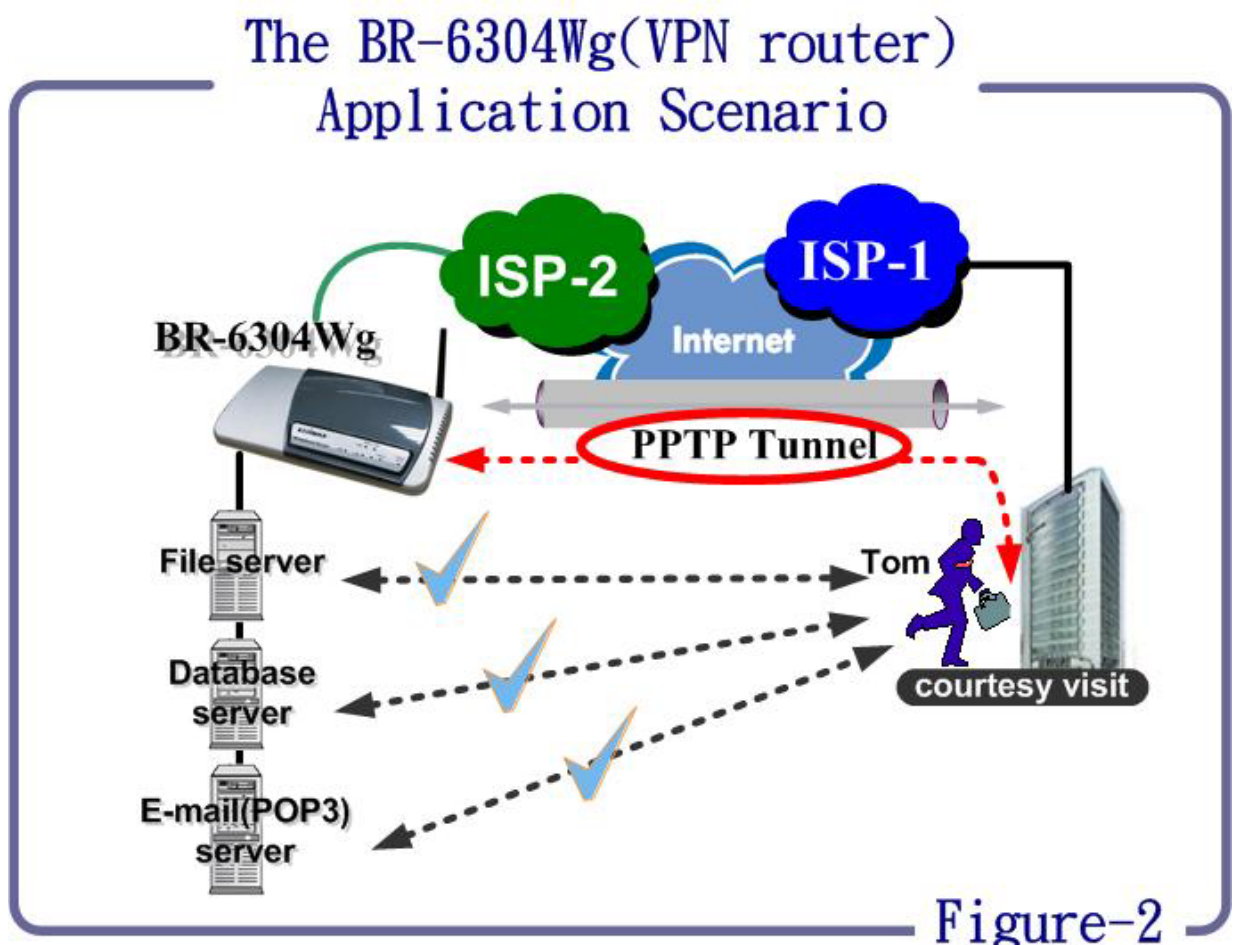 The BR-6304Wg(VPN router)
Application Scenario
ISP-2
ISP-1
Internet
BR-6304Wg
PPTP Tunnel
File server
Tom
Database
server
courtesy visit
E-mail(POP3)
server
Figure-2